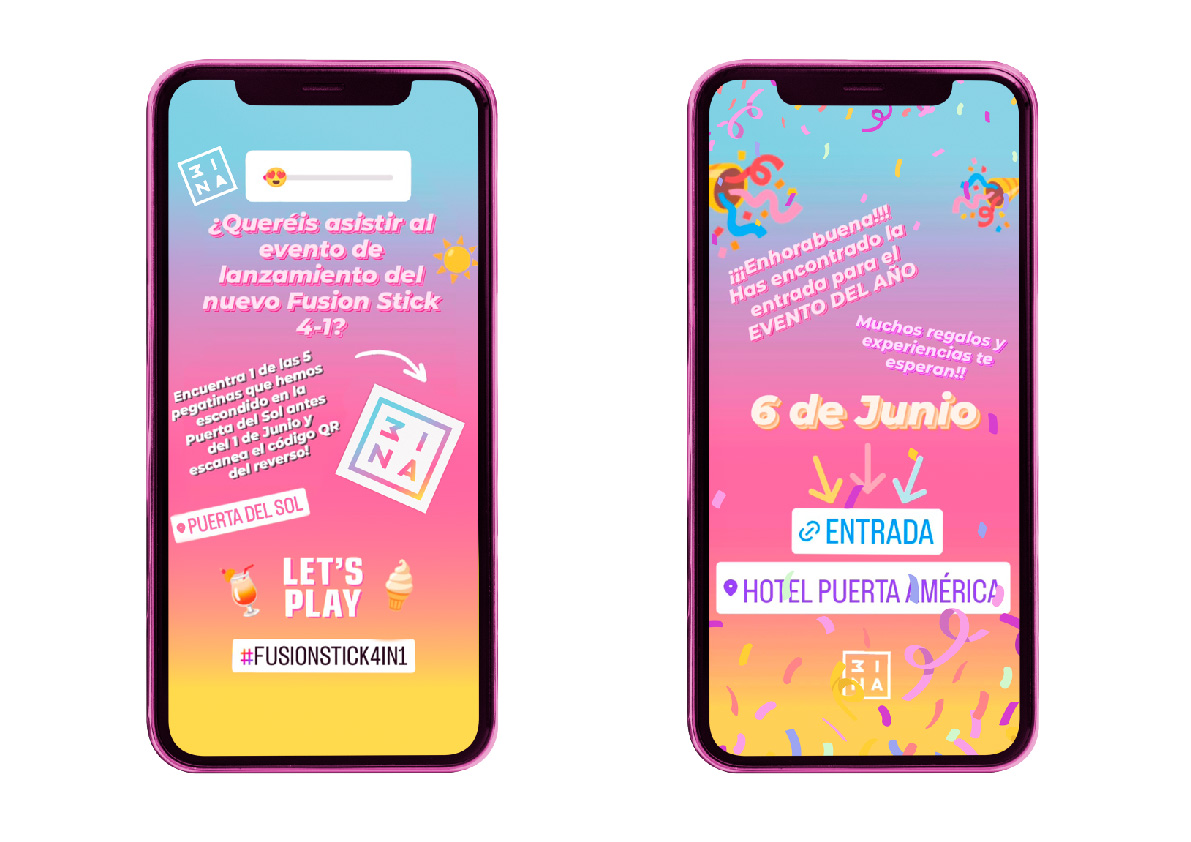 3INA
¿Queréis asistir al
evento de
lanzamiento del
nuevo Fusion Stick
4-1?
Encuentra 1 de las 5
pegatinas que hemos
escondido en la
Puerta del Sol antes
del 1 de Junio y
escanea el código QR
del reverso!
3INA
PUERTA DEL SOL
LET'S
PLAY
#FUSIONSTICK4IN1
¡¡¡Enhorabuena!!!
Has encontrado la
entrada para el
EVENTO DEL AÑO
Muchos regalos y
experiencias te
esperan!!
6 de Junio
ENTRADA
HOTEL PUERTA AMÉRICA
3INA